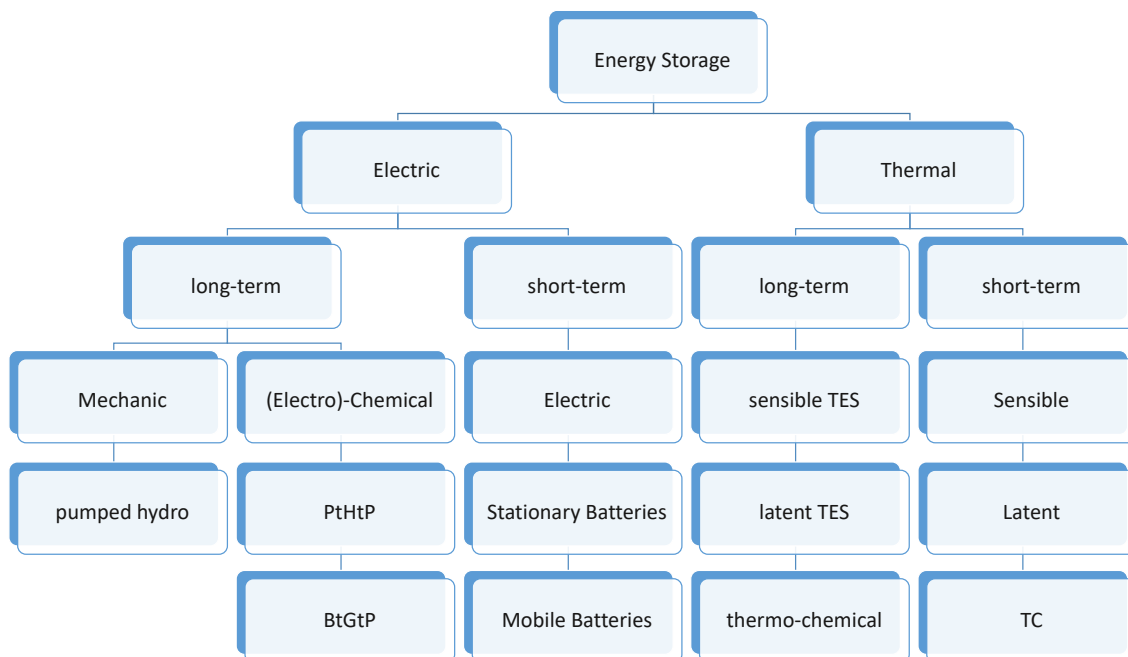 Energy Storage
Electric
Thermal
long-term
short-term
long-term
short-term
Mechanic
(Electro)-Chemical
Electric
sensible TES
Sensible
pumped hydro
PtHtP
Stationary Batteries
latent TES
Latent
BtGtP
Mobile Batteries
thermo-chemical
TC